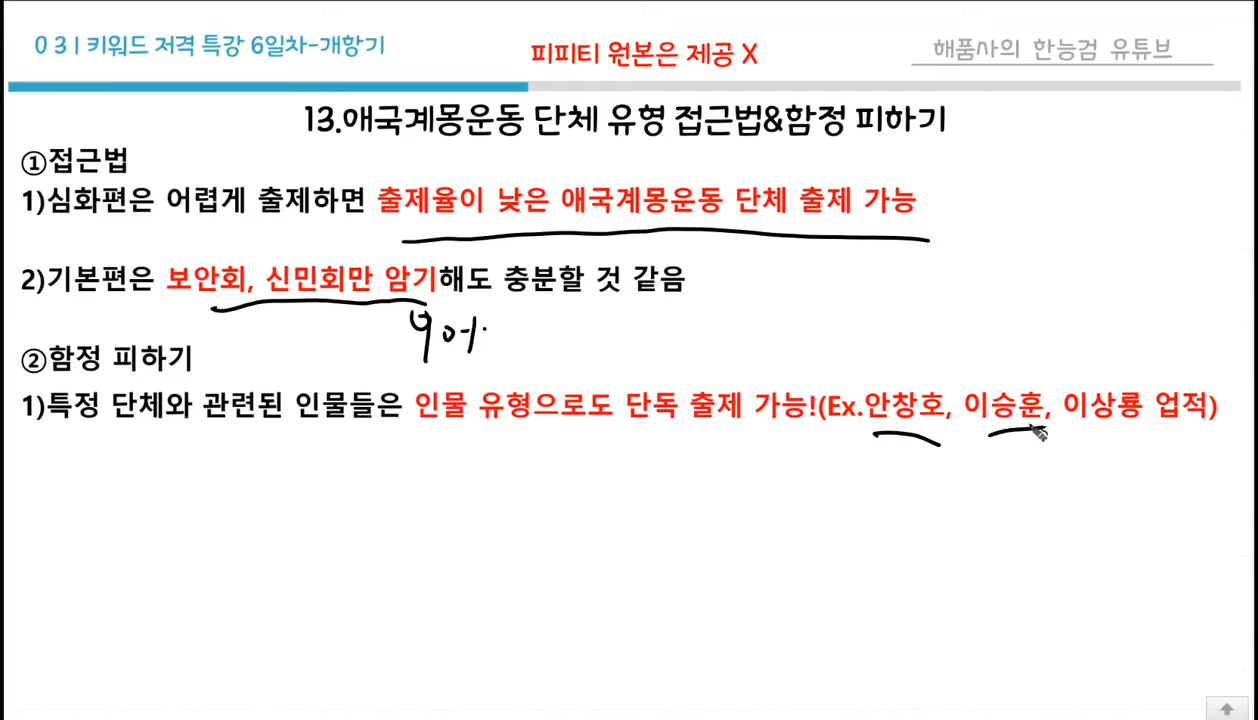 03 | 키워드 저격 특강 6일차-개항기
피피티 원본은 제공 X
해품사의 한능검 유튜브
13.애국계몽운동 단체 유형 접근법&함정 피하기
①접근법
1)심화편은 어렵게 출제하면 출제율이 낮은 애국계몽운동 단체 출제 가능
2)기본편은 보안회, 신민회만 암기해도 충분할 것 같음
90%
②함정 피하기
1)특정 단체와 관련된 인물들은 인물 유형으로도 단독 출제 가능!(Ex.안창호, 이승훈, 이상룡 업적)